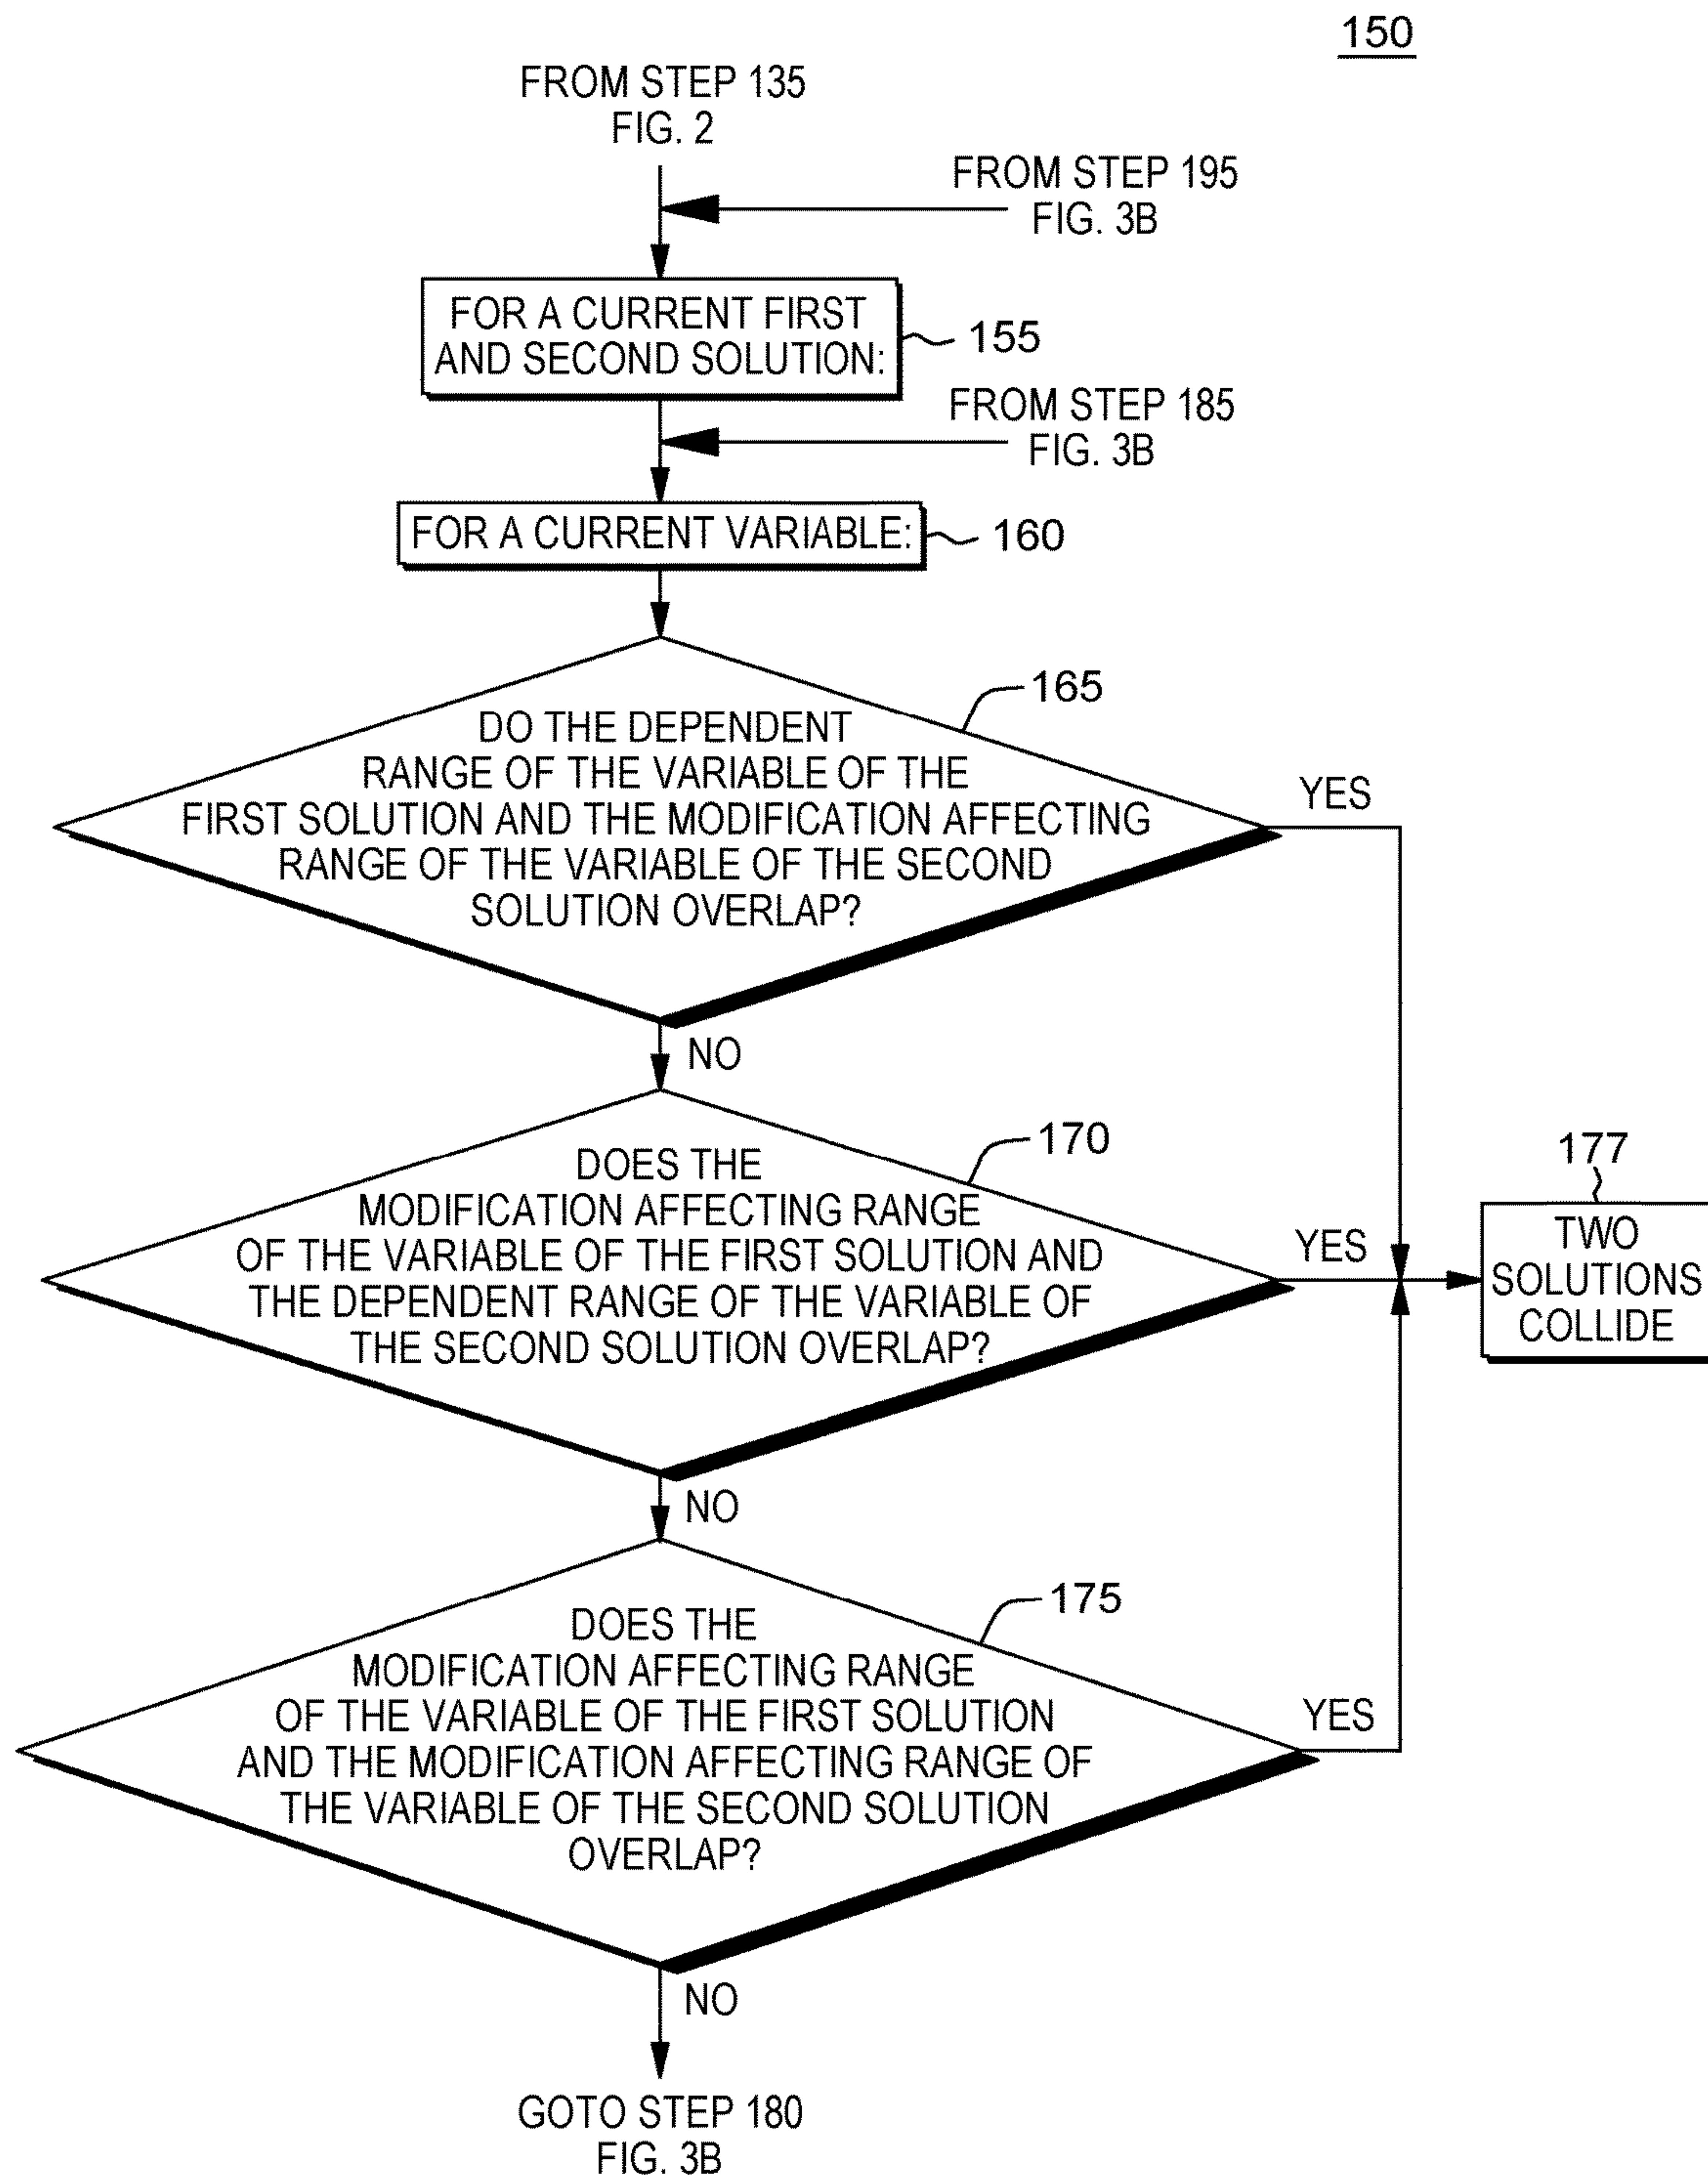 150
FROM STEP 135
FIG. 2
FROM STEP 195
FIG. 3B
FOR A CURRENT FIRST
AND SECOND SOLUTION:
155
FROM STEP 185
FIG. 3B
FOR A CURRENT VARIABLE:
160
165
DO THE DEPENDENT
RANGE OF THE VARIABLE OF THE
FIRST SOLUTION AND THE MODIFICATION AFFECTING
RANGE OF THE VARIABLE OF THE SECOND
SOLUTION OVERLAP?
YES
NO
170
DOES THE
MODIFICATION AFFECTING RANGE
OF THE VARIABLE OF THE FIRST SOLUTION AND
THE DEPENDENT RANGE OF THE VARIABLE OF
THE SECOND SOLUTION OVERLAP?
YES
177
TWO
SOLUTIONS
COLLIDE
NO
175
DOES THE
MODIFICATION AFFECTING RANGE
OF THE VARIABLE OF THE FIRST SOLUTION
AND THE MODIFICATION AFFECTING RANGE OF
THE VARIABLE OF THE SECOND SOLUTION
OVERLAP?
YES
NO
GOTO STEP 180
FIG. 3B